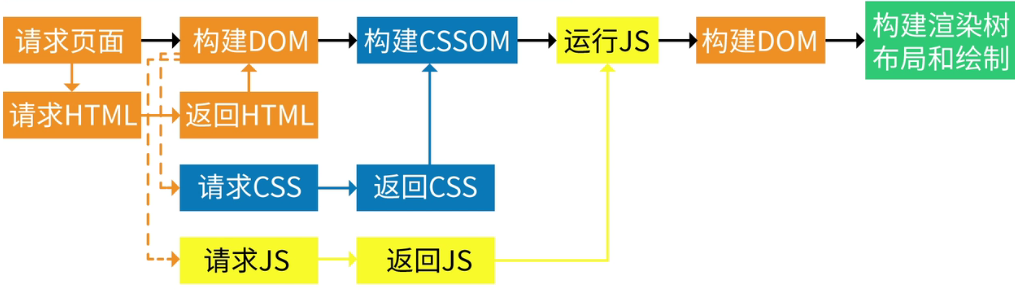 请求页面
构建DOM
构建CSSOM
运行JS
构建DOM
构建渲染树
布局和绘制
请求HTML
返回HTML
请求CSS
返回CSS
请求JS
返回JS